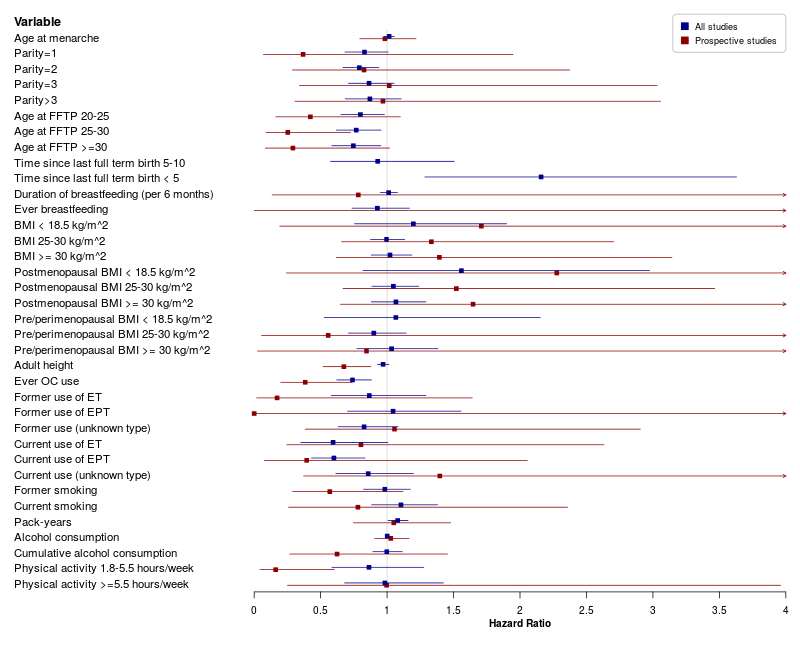 Variable
All studies
Prospective studies
Age at menarche
Parity=1
Parity=2
Parity=3
Parity>3
Age at FFTP 20-25
Age at FFTP 25-30
Age at FFTP >=30
Time since last full term birth 5-10
Time since last full term birth < 5
Duration of breastfeeding (per 6 months)
Ever breastfeeding
BMI < 18.5 kg/m^2
BMI 25-30 kg/m^2
BMI >= 30 kg/m^2
Postmenopausal BMI < 18.5 kg/m^2
Postmenopausal BMI 25-30 kg/m^2
Postmenopausal BMI >= 30 kg/m^2
Pre/perimenopausal BMI < 18.5 kg/m^2
Pre/perimenopausal BMI 25-30 kg/m^2
Pre/perimenopausal BMI >= 30 kg/m^2
Adult height
Ever OC use
Former use of ET
Former use of EPT
Former use (unknown type)
Current use of ET
Current use of EPT
Current use (unknown type)
Former smoking
Current smoking
Pack-years
Alcohol consumption
Cumulative alcohol consumption
Physical activity 1.8-5.5 hours/week
Physical activity >=5.5 hours/week
0 0.5 1 1.5 2 2.5 3 3.5 4
Hazard Ratio